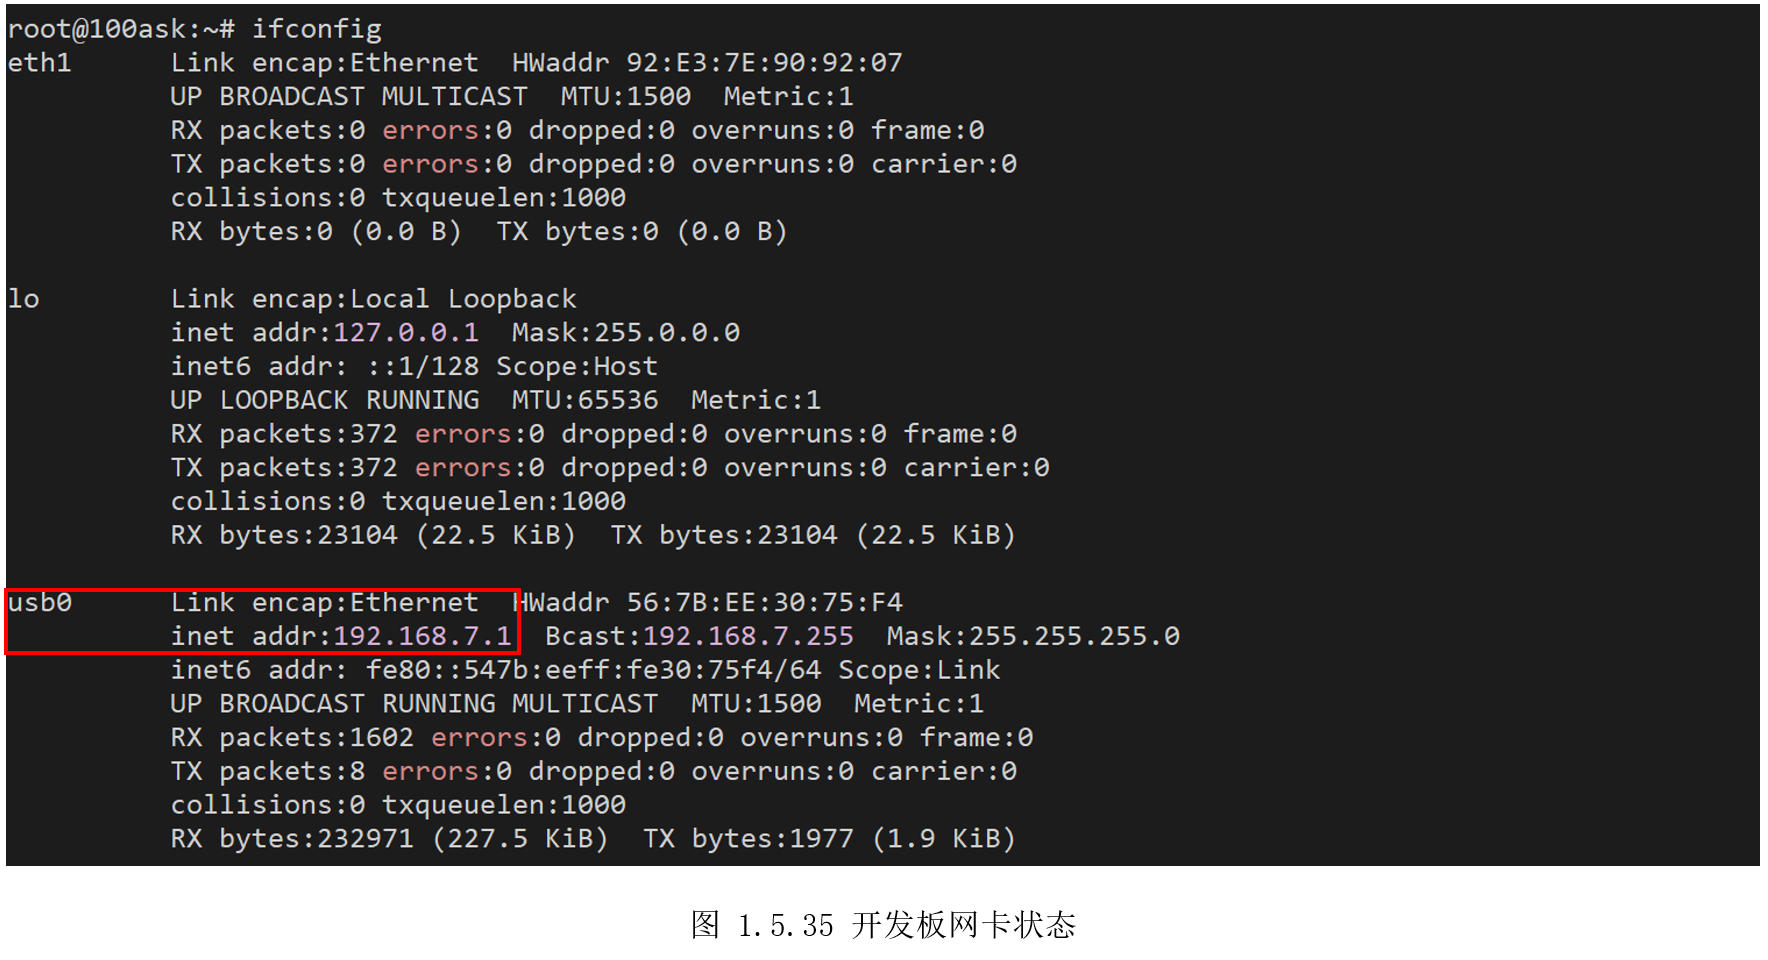 root@100ask:~# ifconfig
eth1 Link encap:Ethernet HWaddr 92:E3:7E:90:92:07
UP BROADCAST MULTICAST MTU:1500 Metric:1
RX packets:0 errors:0 dropped:0 overruns:0 frame:0
TX packets:0 errors:0 dropped:0 overruns:0 carrier:0
collisions:0 txqueuelen:1000
RX bytes:0 (0.0 B) TX bytes:0 (0.0 B)
lo Link encap:Local Loopback
inet addr:127.0.0.1 Mask:255.0.0.0
inet6 addr: ::1/128 Scope:Host
UP LOOPBACK RUNNING MTU:65536 Metric:1
RX packets:372 errors:0 dropped:0 overruns:0 frame:0
TX packets:372 errors:0 dropped:0 overruns:0 carrier:0
collisions:0 txqueuelen:1000
RX bytes:23104 (22.5 KiB) TX bytes:23104 (22.5 KiB)
usb0 Link encap:Ethernet HWaddr 56:7B:EE:30:75:F4
inet addr:192.168.7.1 Bcast:192.168.7.255 Mask:255.255.255.0
inet6 addr: fe80::547b:eeff:fe30:75f4/64 Scope:Link
UP BROADCAST RUNNING MULTICAST MTU:1500 Metric:1
RX packets:1602 errors:0 dropped:0 overruns:0 frame:0
TX packets:8 errors:0 dropped:0 overruns:0 carrier:0
collisions:0 txqueuelen:1000
RX bytes:232971 (227.5 KiB) TX bytes:1977 (1.9 KiB)
图 1.5.35 开发板网卡状态